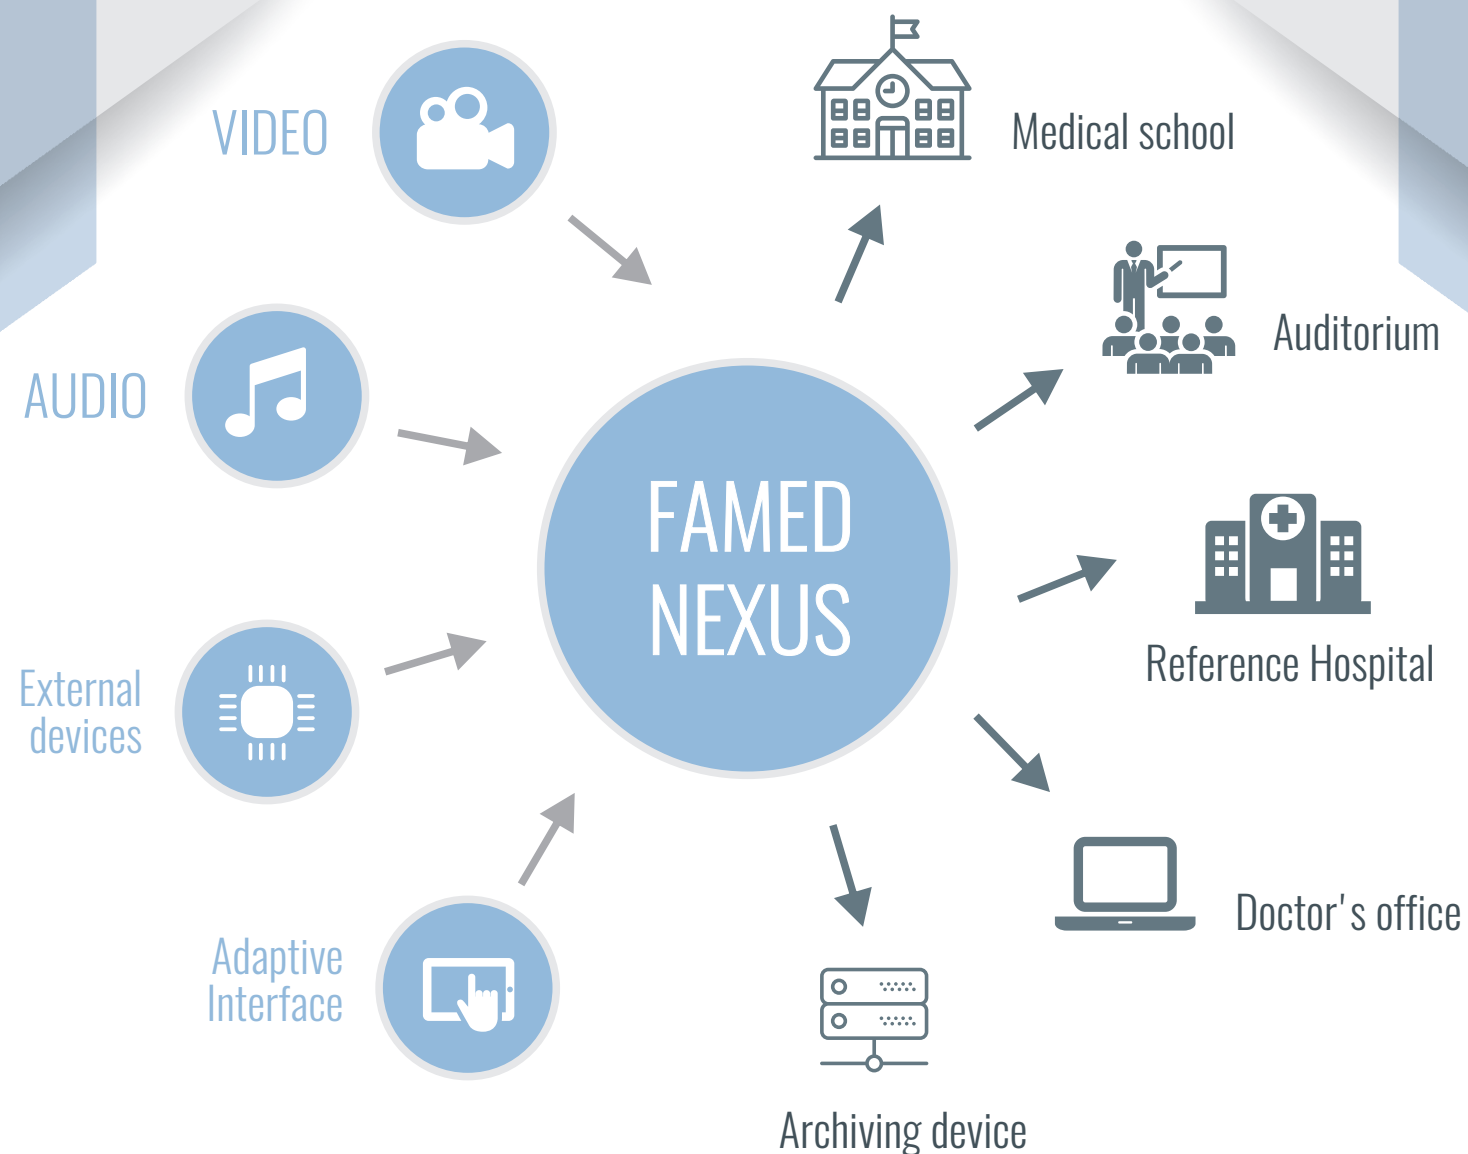 VIDEO
Medical school
Auditorium
AUDIO
FAMED
NEXUS
Reference Hospital
External
devices
Doctor's office
Adaptive
Interface
Archiving device